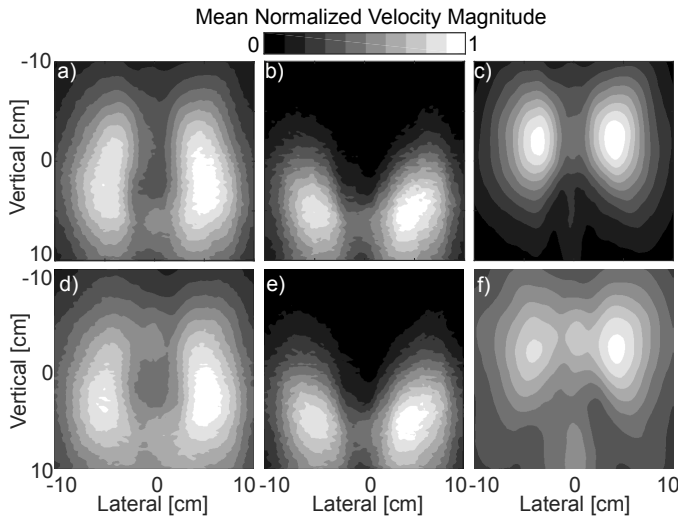 Mean Normalized Velocity Magnitude
0 1
-10 a) b) c)
Vertical [cm]
0
10
-10 d) e) f)
Vertical [cm]
0
10
-10 0 10 -10 0 10 -10 0 10
Lateral [cm] Lateral [cm] Lateral [cm]